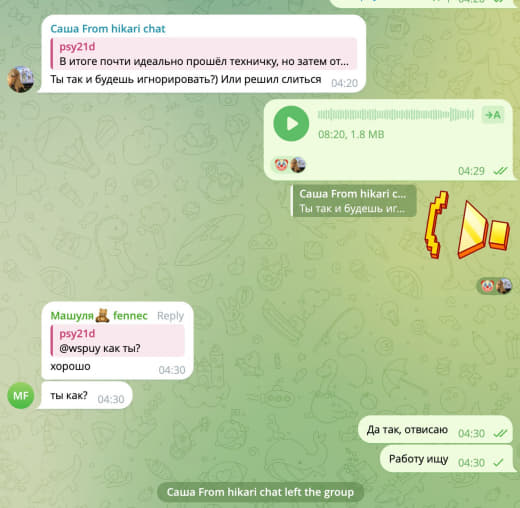 04:20
Саша From hikari chat
psy21d
В итоге почти идеально прошёл техничку, но затем от...
Ты так и будешь игнорировать?) Или решил слиться 04:20
→A
08:20, 1.8 MB
04:29
Саша From hikari c...
Ты так и будешь иг...
Машуля fennec Reply
psy21d
@wspuy как ты?
хорошо
04:30
MF
ты как? 04:30
Да так, отвисаю 04:30
Работу ищу 04:30
Саша From hikari chat left the group